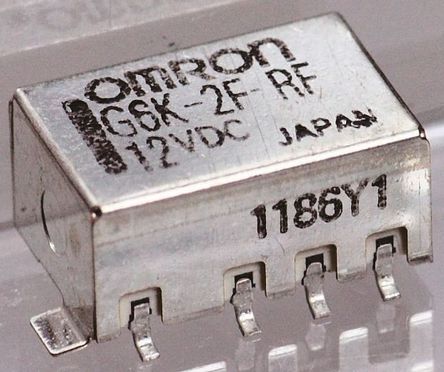 OMRON
G6K-2F-RF
12VDC JAPAN
1186Y1